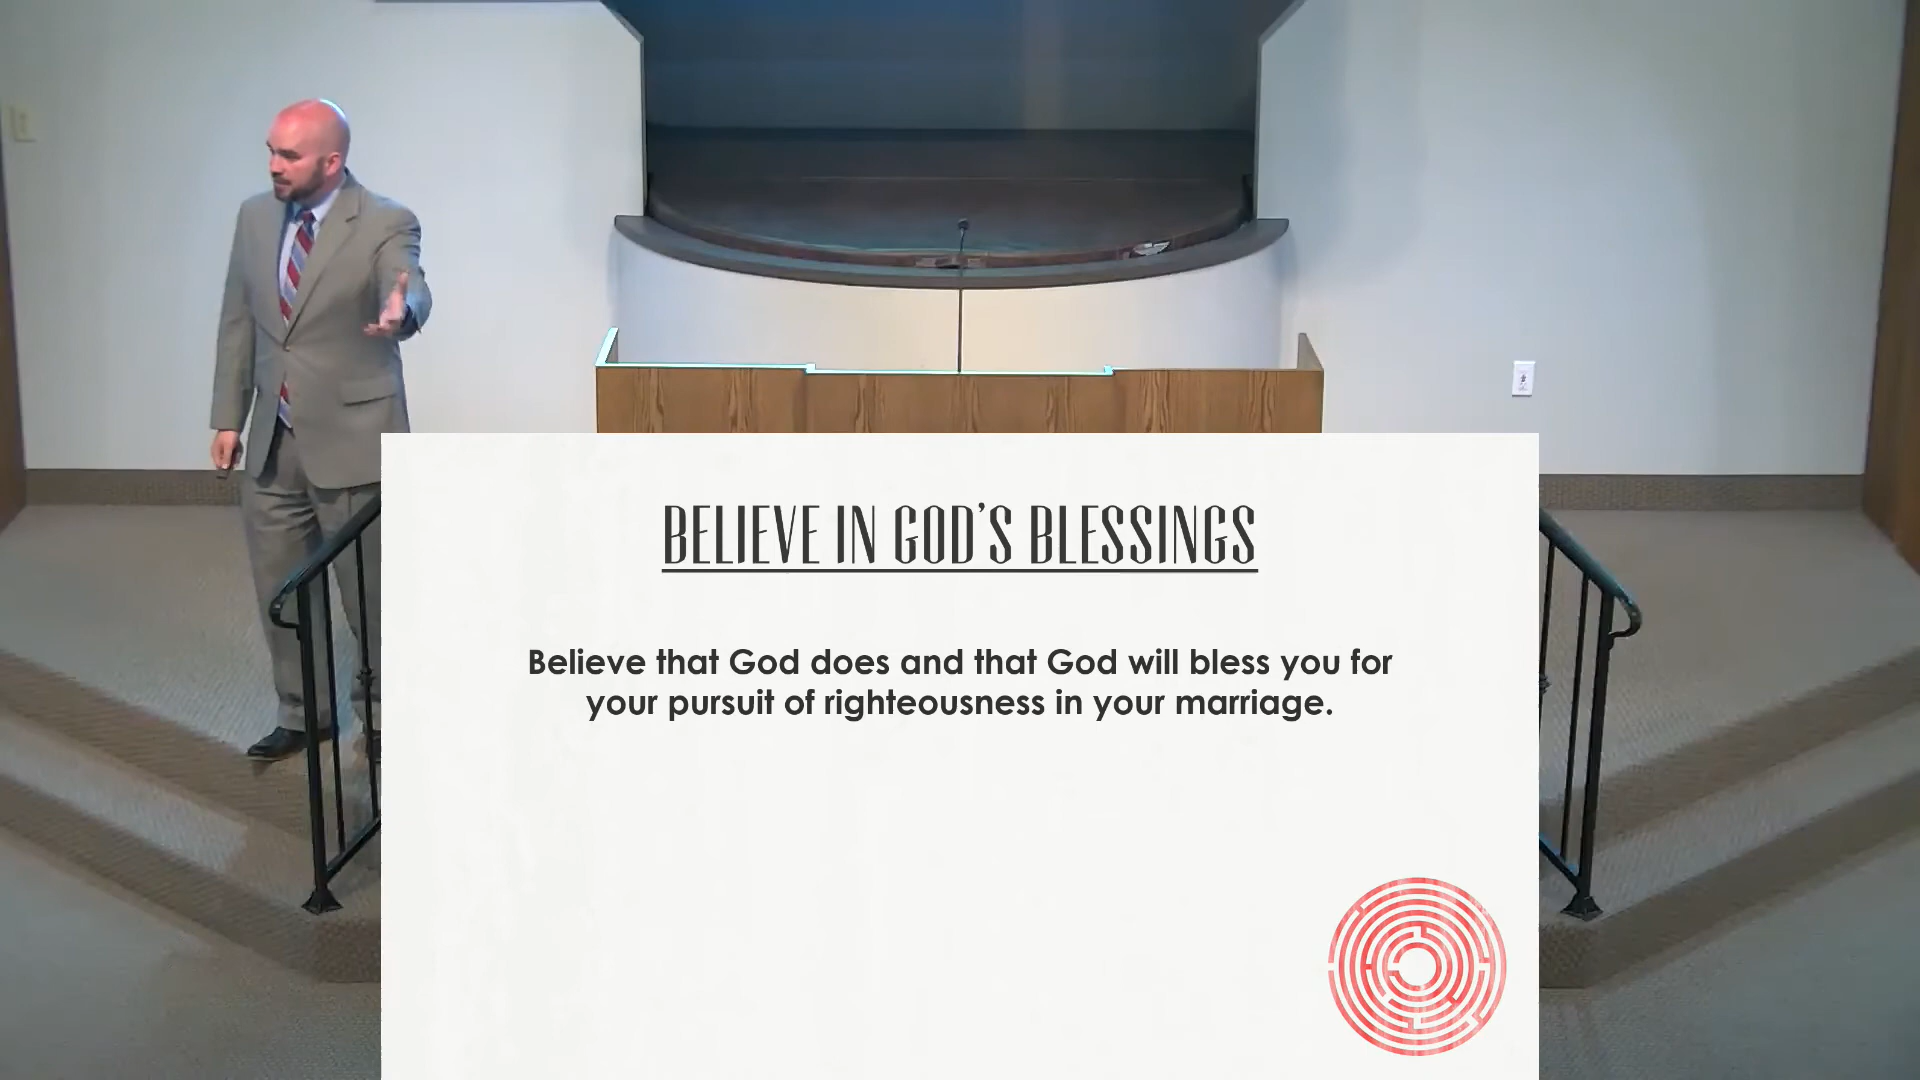 BELIEVE IN GOD'S BLESSINGS
Believe that God does and that God will bless you for
your pursuit of righteousness in your marriage.